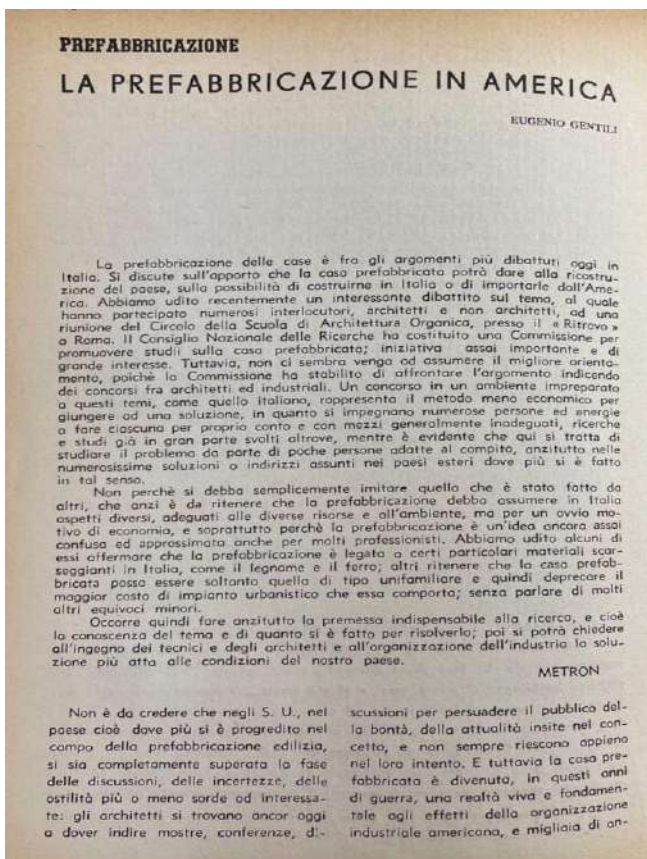 PREFABBRICAZIONE
LA PREFABBRICAZIONE IN AMERICA
EUGENIO GENTILI
La prefabbricazione delle case è fra gli argomenti più dibattuti oggi in
Italia. Si discute sull'apporto che la casa prefabbricata potrà dare alla ricostru-
zione del paese, sulla possibilità di costruirne in Italia o di importarle dall'Ame-
rica. Abbiamo udito recentemente un interessante dibattito sul tema, al quale
hanno partecipato numerosi interlocutori, architetti e non architetti, ad una
riunione del Circolo della Scuola di Architettura Organica, presso il « Ritrovo »
a Roma. Il Consiglio Nazionale delle Ricerche ha costituito una Commissione per
promuovere studii sulla casa prefabbricata; iniziativa assai importante e di
grande interesse. Tuttavia, non ci sembra venga ad assumere il migliore orienta-
mento, poichè la Commissione ha stabilito di affrontare l'argomento indicendo
dei concorsi fra architetti ed industriali. Un concorso in un ambiente impreparato
a questi temi, come quello italiano, rappresenta il metodo meno economico per
giungere ad una soluzione, in quanto si impegnano numerose persone ed energie
a fare ciascuna per proprio conto e con mezzi generalmente inadeguati, ricerche
e studi già in gran parte svolti altrove, mentre è evidente che qui si tratta di
studiare il problema da parte di poche persone adatte al compito, anzitutto nelle
numerosissime soluzioni o indirizzi assunti nei paesi esteri dove più si è fatto
in tal senso.
Non perchè si debba semplicemente imitare quello che è stato fatto da
altri, che anzi è da ritenere che la prefabbricazione debba assumere in Italia
aspetti diversi, adeguati alle diverse risorse e all'ambiente, ma per un ovvio mo-
tivo di economia, e soprattutto perchè la prefabbricazione è un'idea ancora assai
confusa ed approssimata anche per molti professionisti. Abbiamo udito alcuni di
essi affermare che la prefabbricazione è legata a certi particolari materiali scar-
seggianti in Italia, come il legname e il ferro; altri ritenere che la casa prefab-
bricata possa essere soltanto quella di tipo unifamiliare e quindi deprecare il
maggior costo di impianto urbanistico che essa comporta; senza parlare di molti
altri equivoci minori.
Occorre quindi fare anzitutto la premessa indispensabile alla ricerca, e cioè
la conoscenza del tema e di quanto si è fatto per risolverlo; poi si potrà chiedere
all'ingegno dei tecnici e degli architetti e all'organizzazione dell'industria la solu-
zione più atta alle condizioni del nostro paese.
METRON
Non è da credere che negli S. U., nel
paese cioè dove più si è progredito nel
campo della prefabbricazione edilizia,
si sia completamente superata la fase
delle discussioni, delle incertezze, delle
ostilità più o meno sorde od interessa-
te: gli architetti si trovano ancor oggi
a dover indire mostre, conferenze, di-
scussioni per persuadere il pubblico del-
la bontà, della attualità insite nel con-
cetto, e non sempre riescono appieno
nel loro intento. E tuttavia la casa pre-
fabbricata è divenuta, in questi anni
di guerra, una realtà viva e fondamen-
tale agli effetti della organizzazione
industriale americana, e migliaia di an-